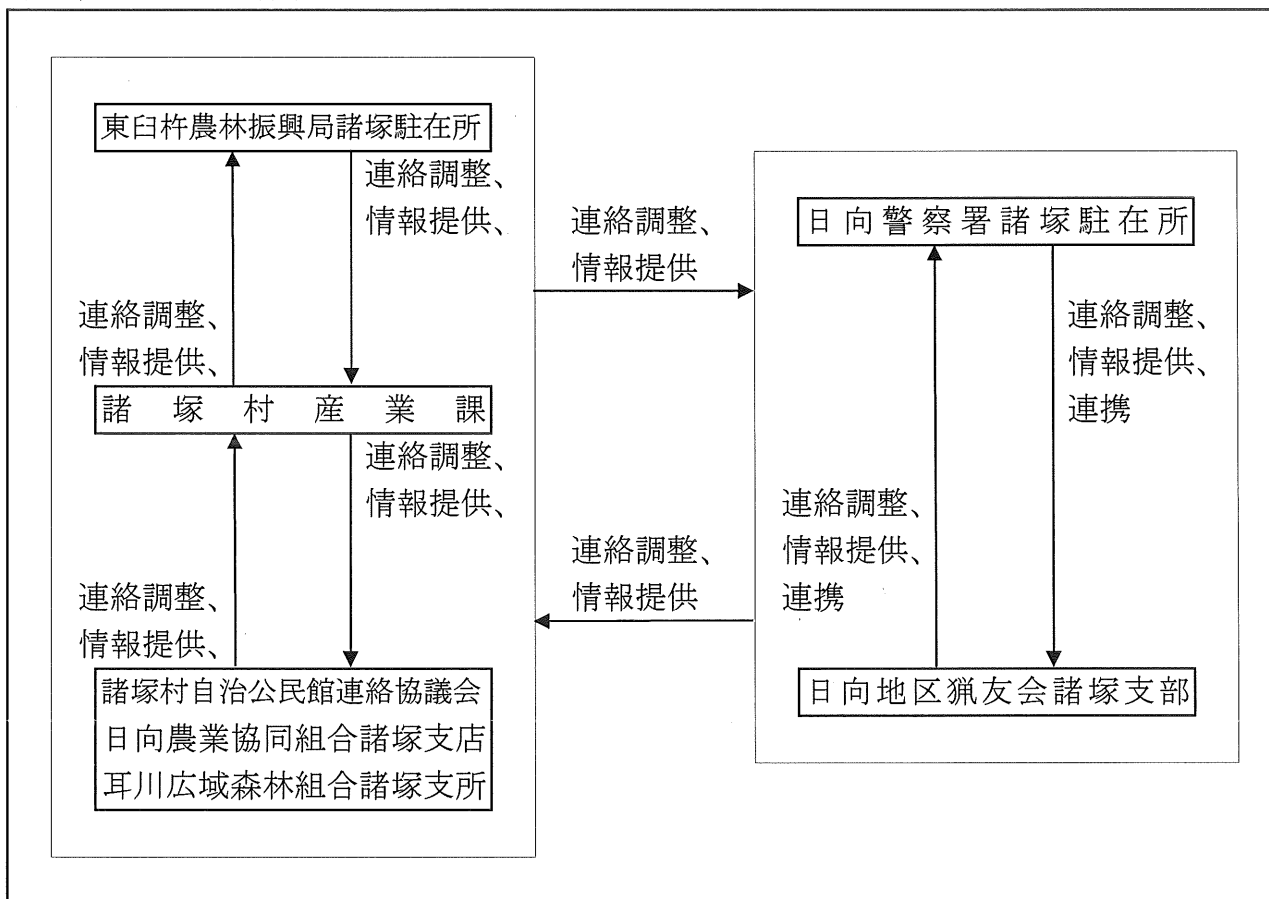 東臼杵農林振興局諸塚駐在所
連絡調整、
情報提供、
連絡調整、
情報提供、
諸塚村産業課
連絡調整、
情報提供、
連絡調整、
情報提供、
諸塚村自治公民館連絡協議会
日向農業協同組合諸塚支店
耳川広域森林組合諸塚支所
連絡調整、
情報提供
連絡調整、
情報提供
日向警察署諸塚駐在所
連絡調整、
情報提供、
連携
連絡調整、
情報提供、
連携
日向地区猟友会諸塚支部